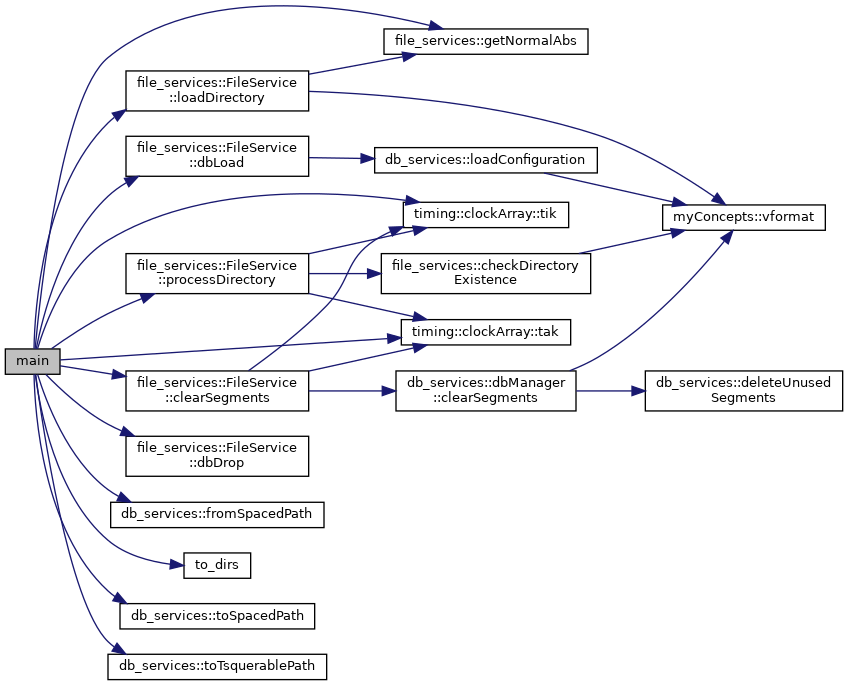 file_services::getNormalAbs
file_services::FileService
::loadDirectory
file_services::FileService
::dbLoad
db_services::loadConfiguration
timing::clockArray::tik
myConcepts::vformat
file_services::FileService
::processDirectory
file_services::checkDirectory
Existence
timing::clockArray::tak
main
file_services::FileService
::clearSegments
db_services::dbManager
::clearSegments
db_services::deleteUnused
Segments
file_services::FileService
::dbDrop
db_services::fromSpacedPath
to_dirs
db_services::toSpacedPath
db_services::toTsquerablePath